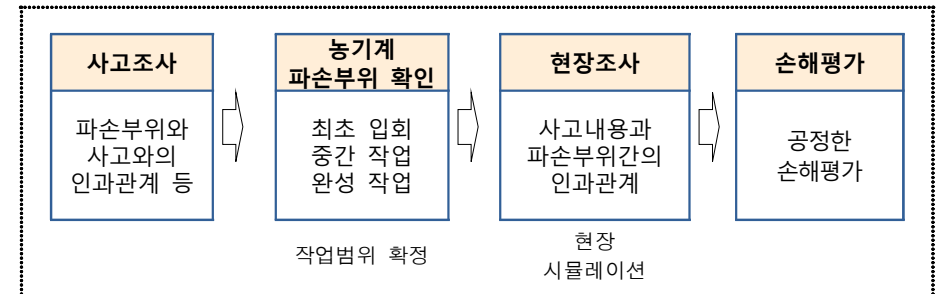 사고조사
파손부위와
사고와의
인과관계 등
농기계
파손부위 확인
최초 입회
중간 작업
완성 작업
작업범위 확정
현장조사
사고내용과
파손부위간의
인과관계
현장
시뮬레이션
손해평가
공정한
손해평가